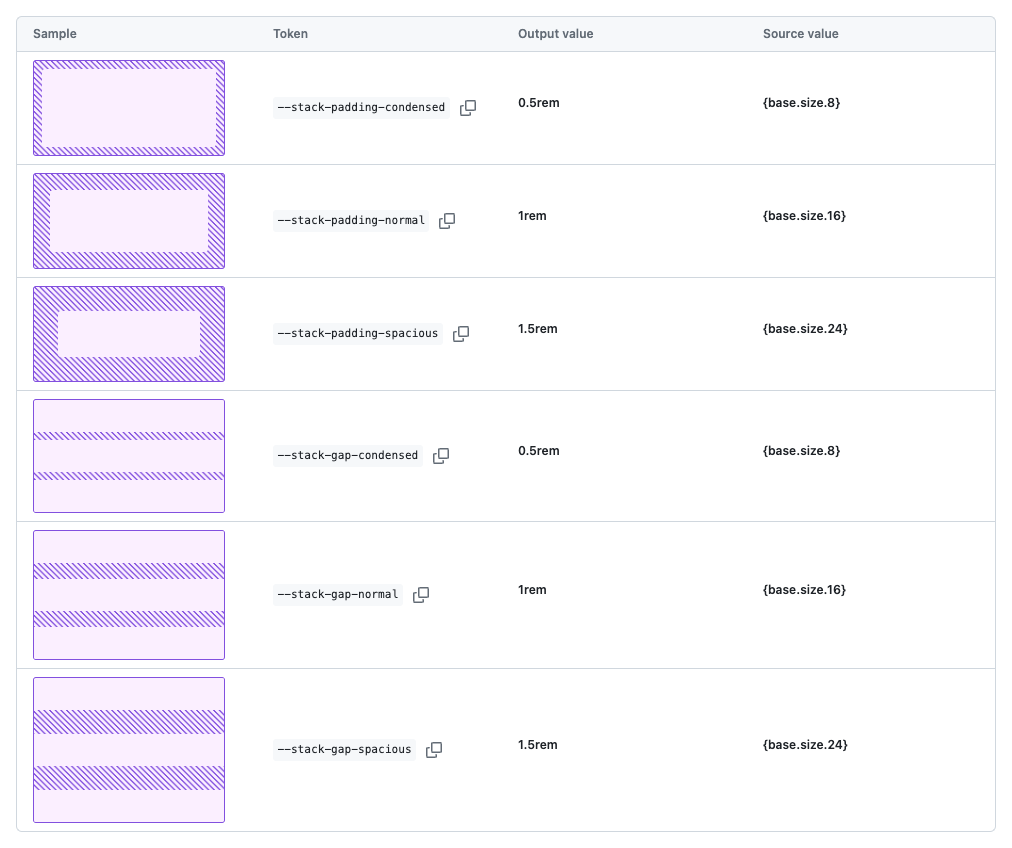 Sample Token Output value Source value
--stack-padding-condensed 0.5rem {base.size.8}
--stack-padding-normal 1rem {base.size.16}
--stack-padding-spacious 1.5rem {base.size.24}
--stack-gap-condensed 0.5rem {base.size.8}
--stack-gap-normal 1rem {base.size.16}
--stack-gap-spacious 1.5rem {base.size.24}